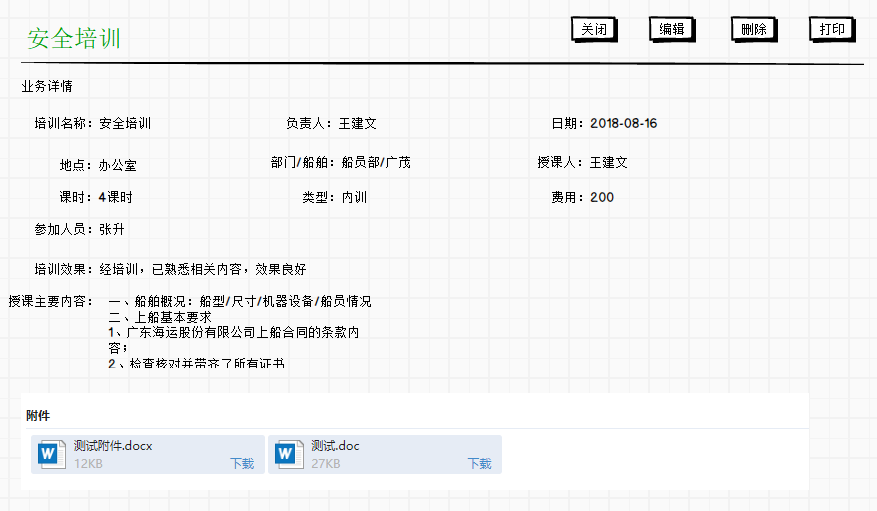 安全培训
关闭 编辑 删除 打印
业务详情
培训名称：安全培训 负责人：王建文 日期：2018-08-16
地点：办公室 部门/船舶：船员部/广茂 授课人：王建文
课时：4课时 类型：内训 费用：200
参加人员：张升
培训效果：经培训，已熟悉相关内容，效果良好
授课主要内容： 一、船舶概况：船型/尺寸/机器设备/船员情况
二、上船基本要求
1、广东海运股份有限公司上船合同的条款内
容；
2、检查核对并带齐了所有证书
附件
测试附件.docx 测试.doc
12KB 下载 27KB 下载